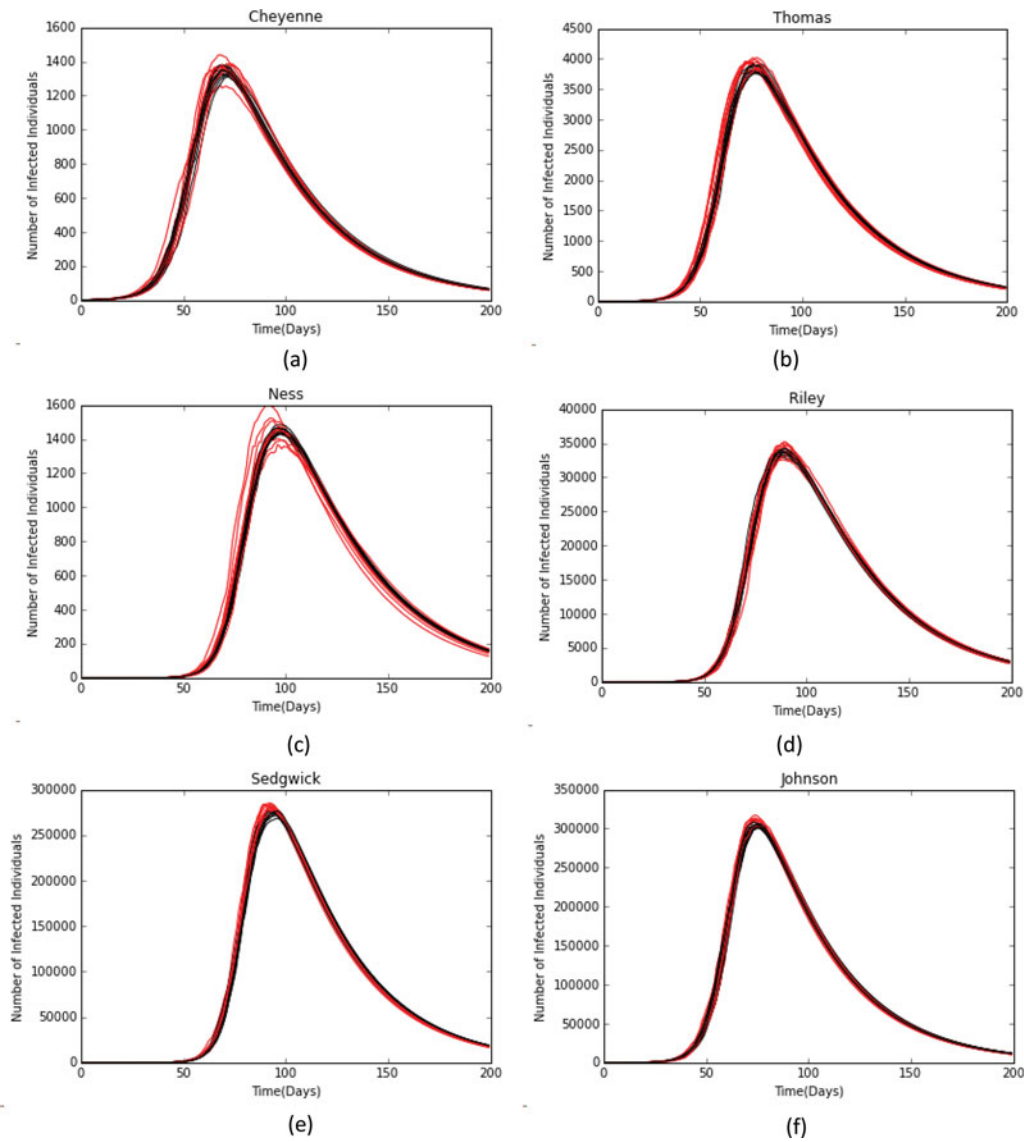 Cheyenne
1600
1400
1200
1000
800
600
400
200
0
Number of Infected Individuals
0 50 100 150 200
Time(Days)
(a)
Thomas
4500
4000
3500
3000
2500
2000
1500
1000
500
0
Number of Infected Individuals
0 50 100 150 200
Time(Days)
(b)
Ness
1600
1400
1200
1000
800
600
400
200
0
Number of Infected Individuals
0 50 100 150 200
Time(Days)
(c)
Riley
40000
35000
30000
25000
20000
15000
10000
5000
0
Number of Infected Individuals
0 50 100 150 200
Time(Days)
(d)
Sedgwick
300000
250000
200000
150000
100000
50000
0
Number of Infected Individuals
0 50 100 150 200
Time(Days)
(e)
Johnson
350000
300000
250000
200000
150000
100000
50000
0
Number of Infected Individuals
0 50 100 150 200
Time(Days)
(f)